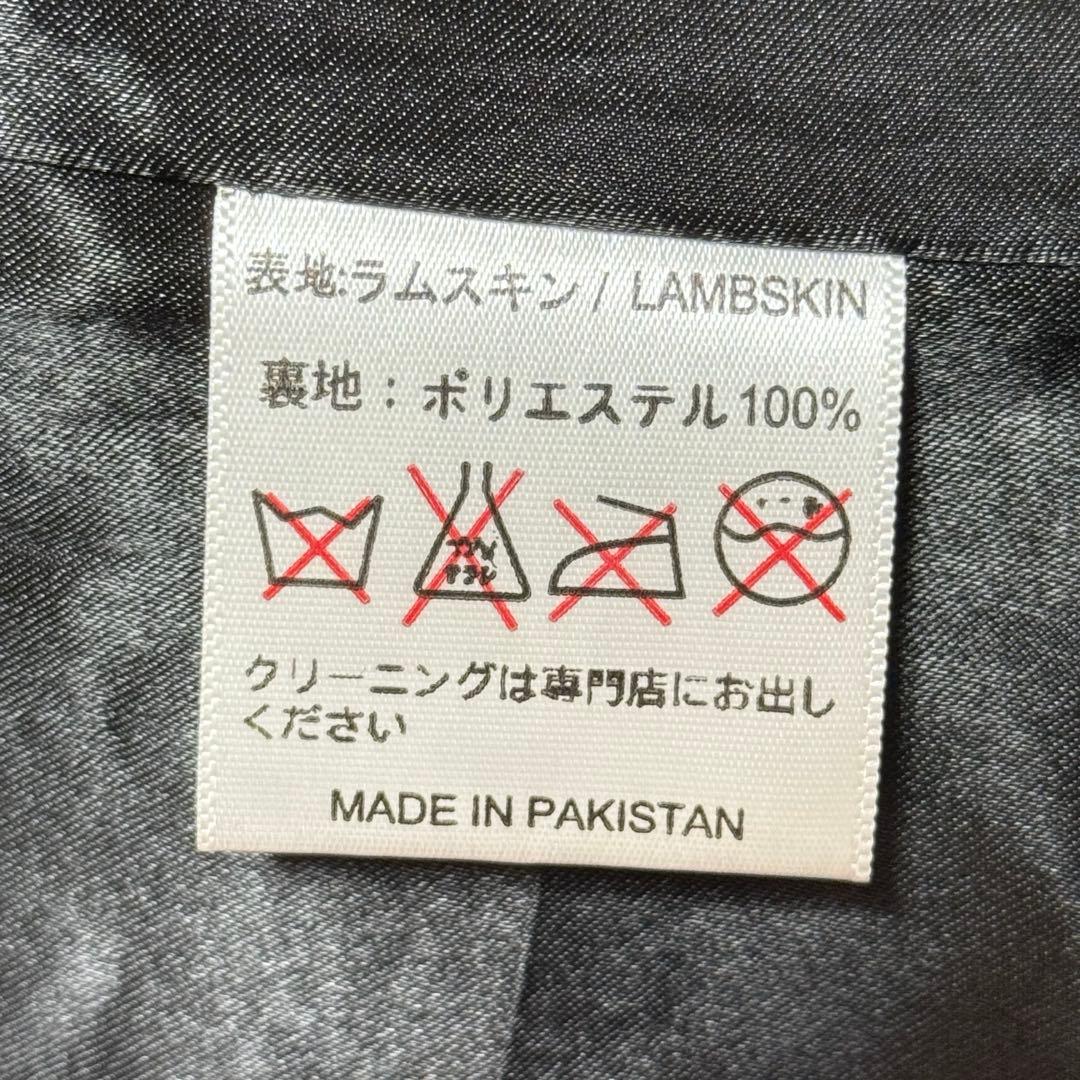 表地:ラムスキン / LAMBSKIN
裏地：ポリエステル100%
クリーニングは専門店にお出し
ください
MADE IN PAKISTAN